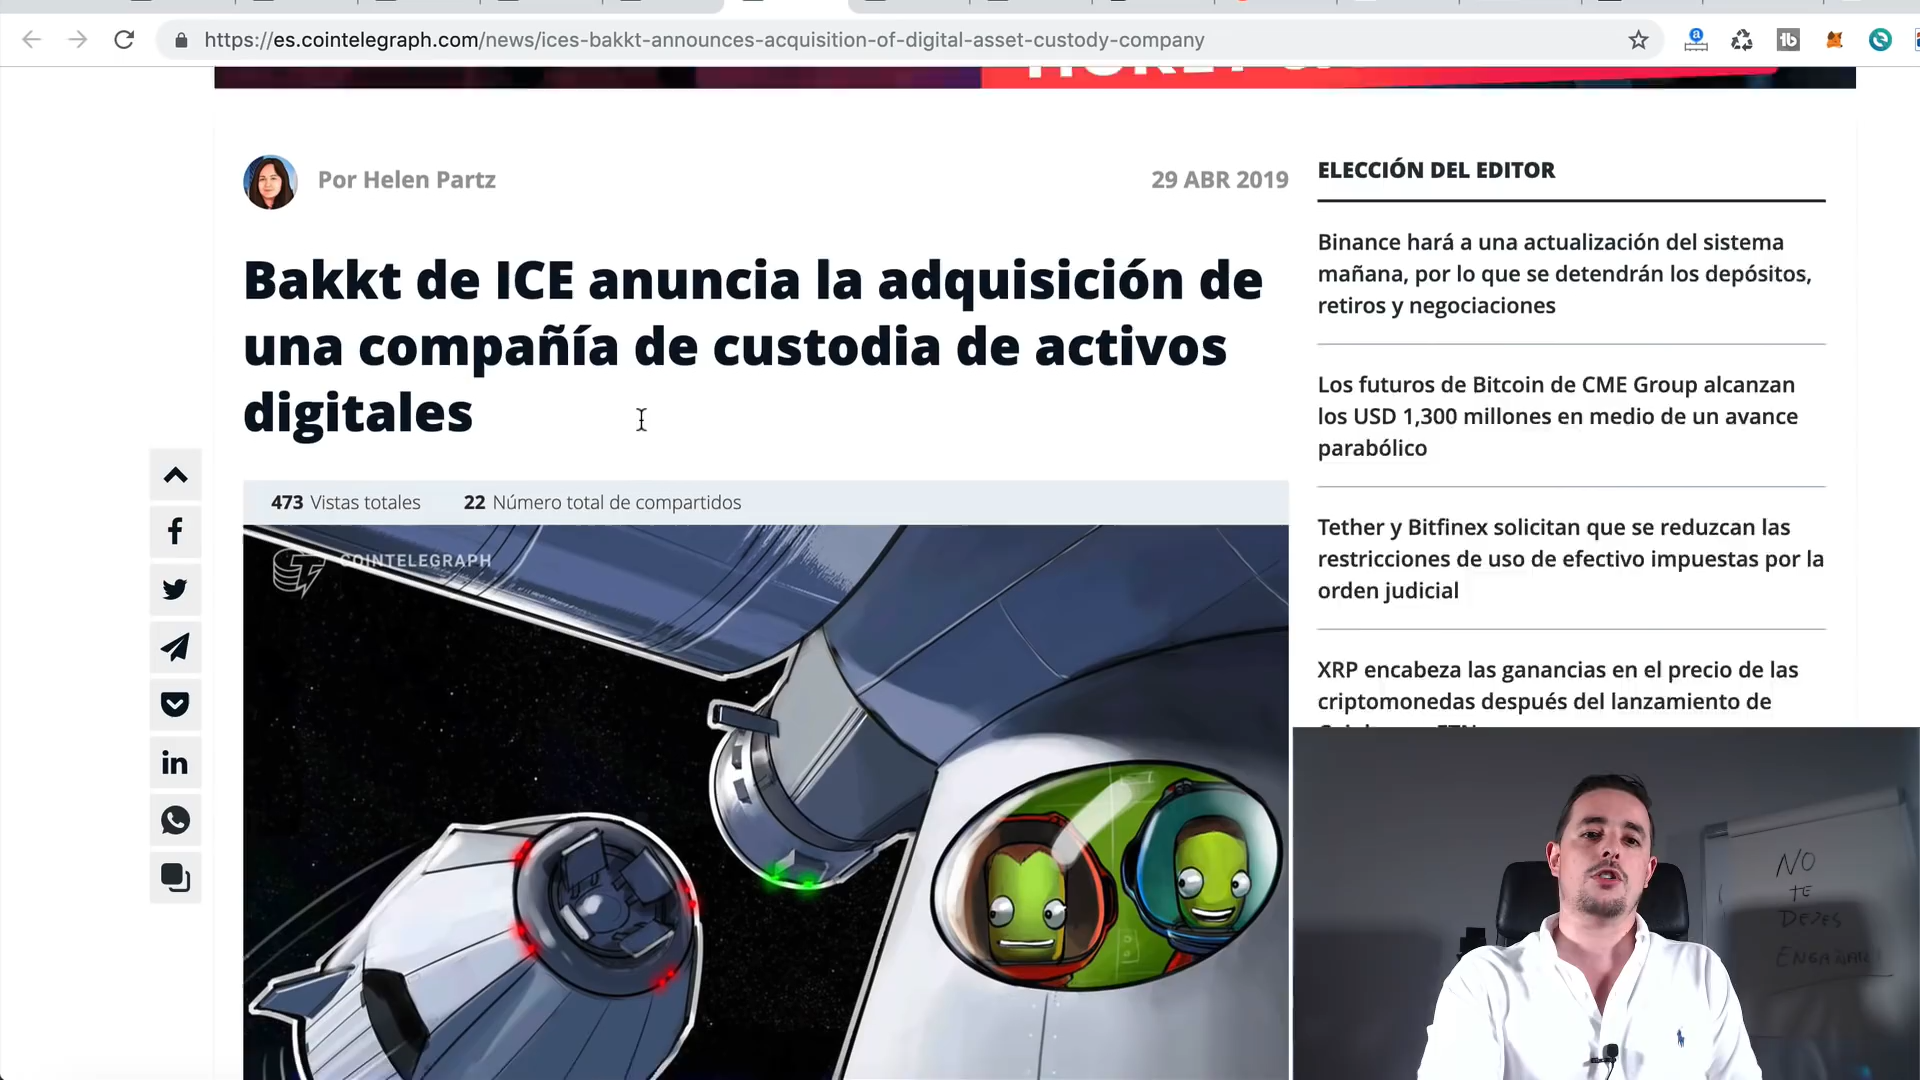 https://es.cointelegraph.com/news/ices-bakkt-announces-acquisition-of-digital-asset-custody-company
Por Helen Partz
29 ABR 2019
Bakkt de ICE anuncia la adquisición de
una compañía de custodia de activos
digitales
473 Vistas totales 22 Número total de compartidos
COINTELEGRAPH
ELECCIÓN DEL EDITOR
Binance hará a una actualización del sistema
mañana, por lo que se detendrán los depósitos,
retiros y negociaciones
Los futuros de Bitcoin de CME Group alcanzan
los USD 1,300 millones en medio de un avance
parabólico
Tether y Bitfinex solicitan que se reduzcan las
restricciones de uso de efectivo impuestas por la
orden judicial
XRP encabeza las ganancias en el precio de las
criptomonedas después del lanzamiento de
NO
TE
DEJES
ENGAÑAR!